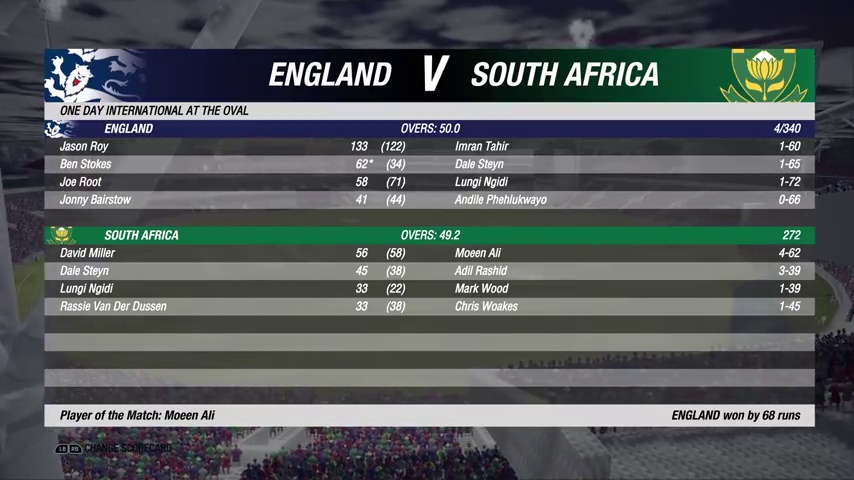 ENGLAND V SOUTH AFRICA
ONE DAY INTERNATIONAL AT THE OVAL
ENGLAND OVERS: 50.0 4/340
Jason Roy 133 (122) Imran Tahir 1-60
Ben Stokes 62* (34) Dale Steyn 1-65
Joe Root 58 (71) Lungi Ngidi 1-72
Jonny Bairstow 41 (44) Andile Phehlukwayo 0-66
SOUTH AFRICA OVERS: 49.2 272
David Miller 56 (58) Moeen Ali 4-62
Dale Steyn 45 (38) Adil Rashid 3-39
Lungi Ngidi 33 (22) Mark Wood 1-39
Rassie Van Der Dussen 33 (38) Chris Woakes 1-45
Player of the Match: Moeen Ali ENGLAND won by 68 runs
CHANGE SCORECARD